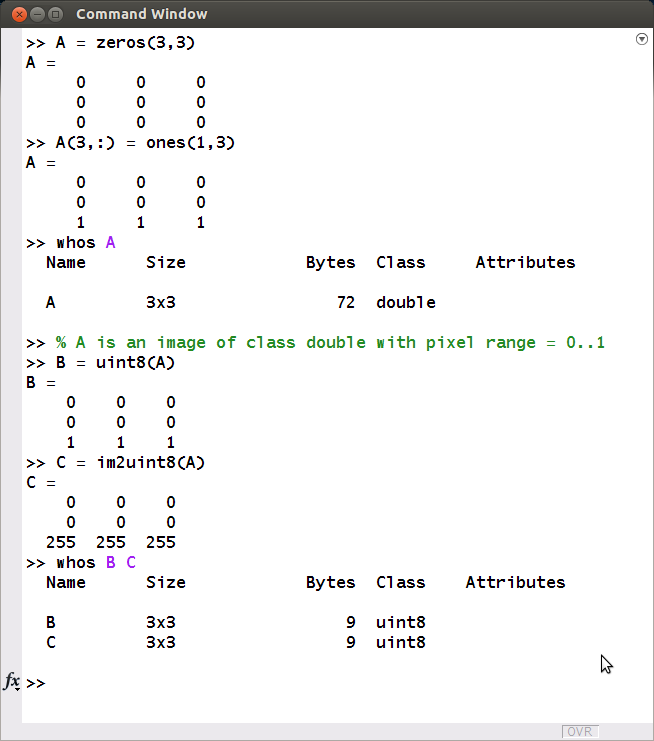 Command Window
>> A = zeros(3,3)
A =
     0     0     0
     0     0     0
     0     0     0
>> A(3,:) = ones(1,3)
A =
     0     0     0
     0     0     0
     1     1     1
>> whos A
  Name      Size            Bytes  Class     Attributes
  A         3x3                72  double
>> % A is an image of class double with pixel range = 0..1
>> B = uint8(A)
B =
    0    0    0
    0    0    0
    1    1    1
>> C = im2uint8(A)
C =
    0    0    0
    0    0    0
  255  255  255
>> whos B C
  Name      Size            Bytes  Class    Attributes
  B         3x3                 9  uint8
  C         3x3                 9  uint8
fx >>
OVR